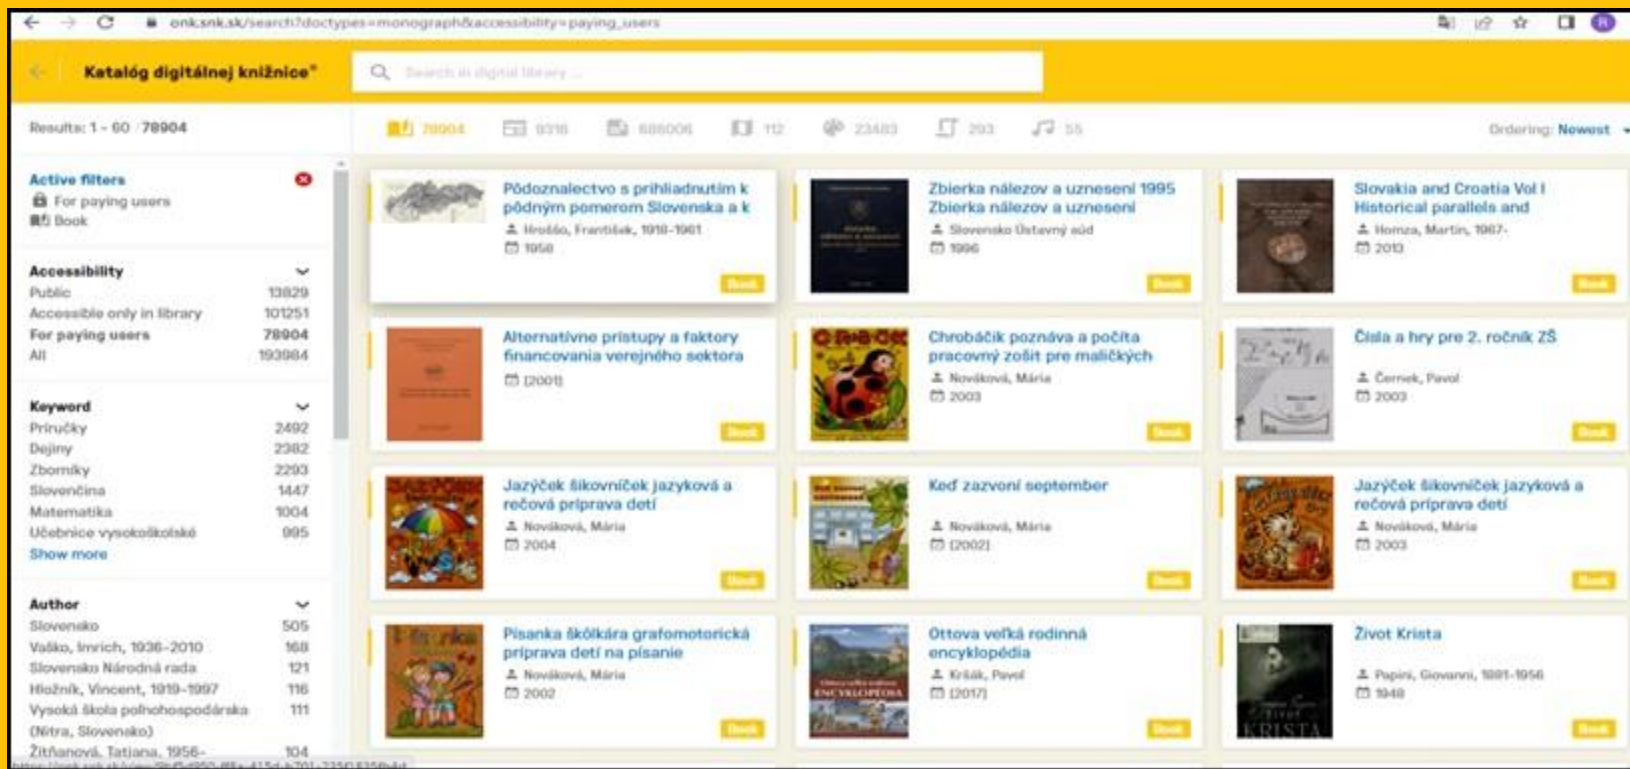 onk.snk.sk/search?doctypes=monograph&accessibility=paying_users
Katalóg digitálnej knižnice
Search in digital library ...
Results: 1 - 60 / 78904
78904 9316 686006 112 23483 293 55
Ordering: Newest
Active filters
For paying users
Book
Accessibility
Public 13829
Accessible only in library 101251
For paying users 78904
All 193984
Keyword
Príručky 2492
Dejiny 2382
Zborníky 2293
Slovenčina 1447
Matematika 1004
Učebnice vysokoškolské 995
Show more
Author
Slovensko 505
Vaško, Imrich, 1936-2010 168
Slovensko Národná rada 121
Hložník, Vincent, 1919-1997 116
Vysoká škola poľnohospodárska 111
(Nitra, Slovensko)
Žitňanová, Tatiana, 1956- 104
Pôdoznalectvo s prihliadnutím k
pôdným pomerom Slovenska a k
Hroššo, František, 1918-1961
1958
Book
Zbierka nálezov a uznesení 1995
Zbierka nálezov a uznesení
Slovensko Ústavný súd
1996
Book
Slovakia and Croatia Vol I
Historical parallels and
Homza, Martin, 1967-
2013
Book
Alternatívne prístupy a faktory
financovania verejného sektora
[2001]
Book
Chrobáčik poznáva a počíta
pracovný zošit pre maličkých
Nováková, Mária
2003
Book
Čísla a hry pre 2. ročník ZŠ
Černek, Pavol
2003
Book
Jazýček šikovníček jazyková a
rečová príprava detí
Nováková, Mária
2004
Book
Keď zazvoní september
Nováková, Mária
[2002]
Book
Jazýček šikovníček jazyková a
rečová príprava detí
Nováková, Mária
2003
Book
Písanka škôlkára grafomotorická
príprava detí na písanie
Nováková, Mária
2002
Book
Ottova veľká rodinná
encyklopédia
Kršák, Pavol
[2017]
ENCYKLOPÉDIA
Book
Život Krista
Papini, Giovanni, 1881-1956
1948
KRISTA
Book